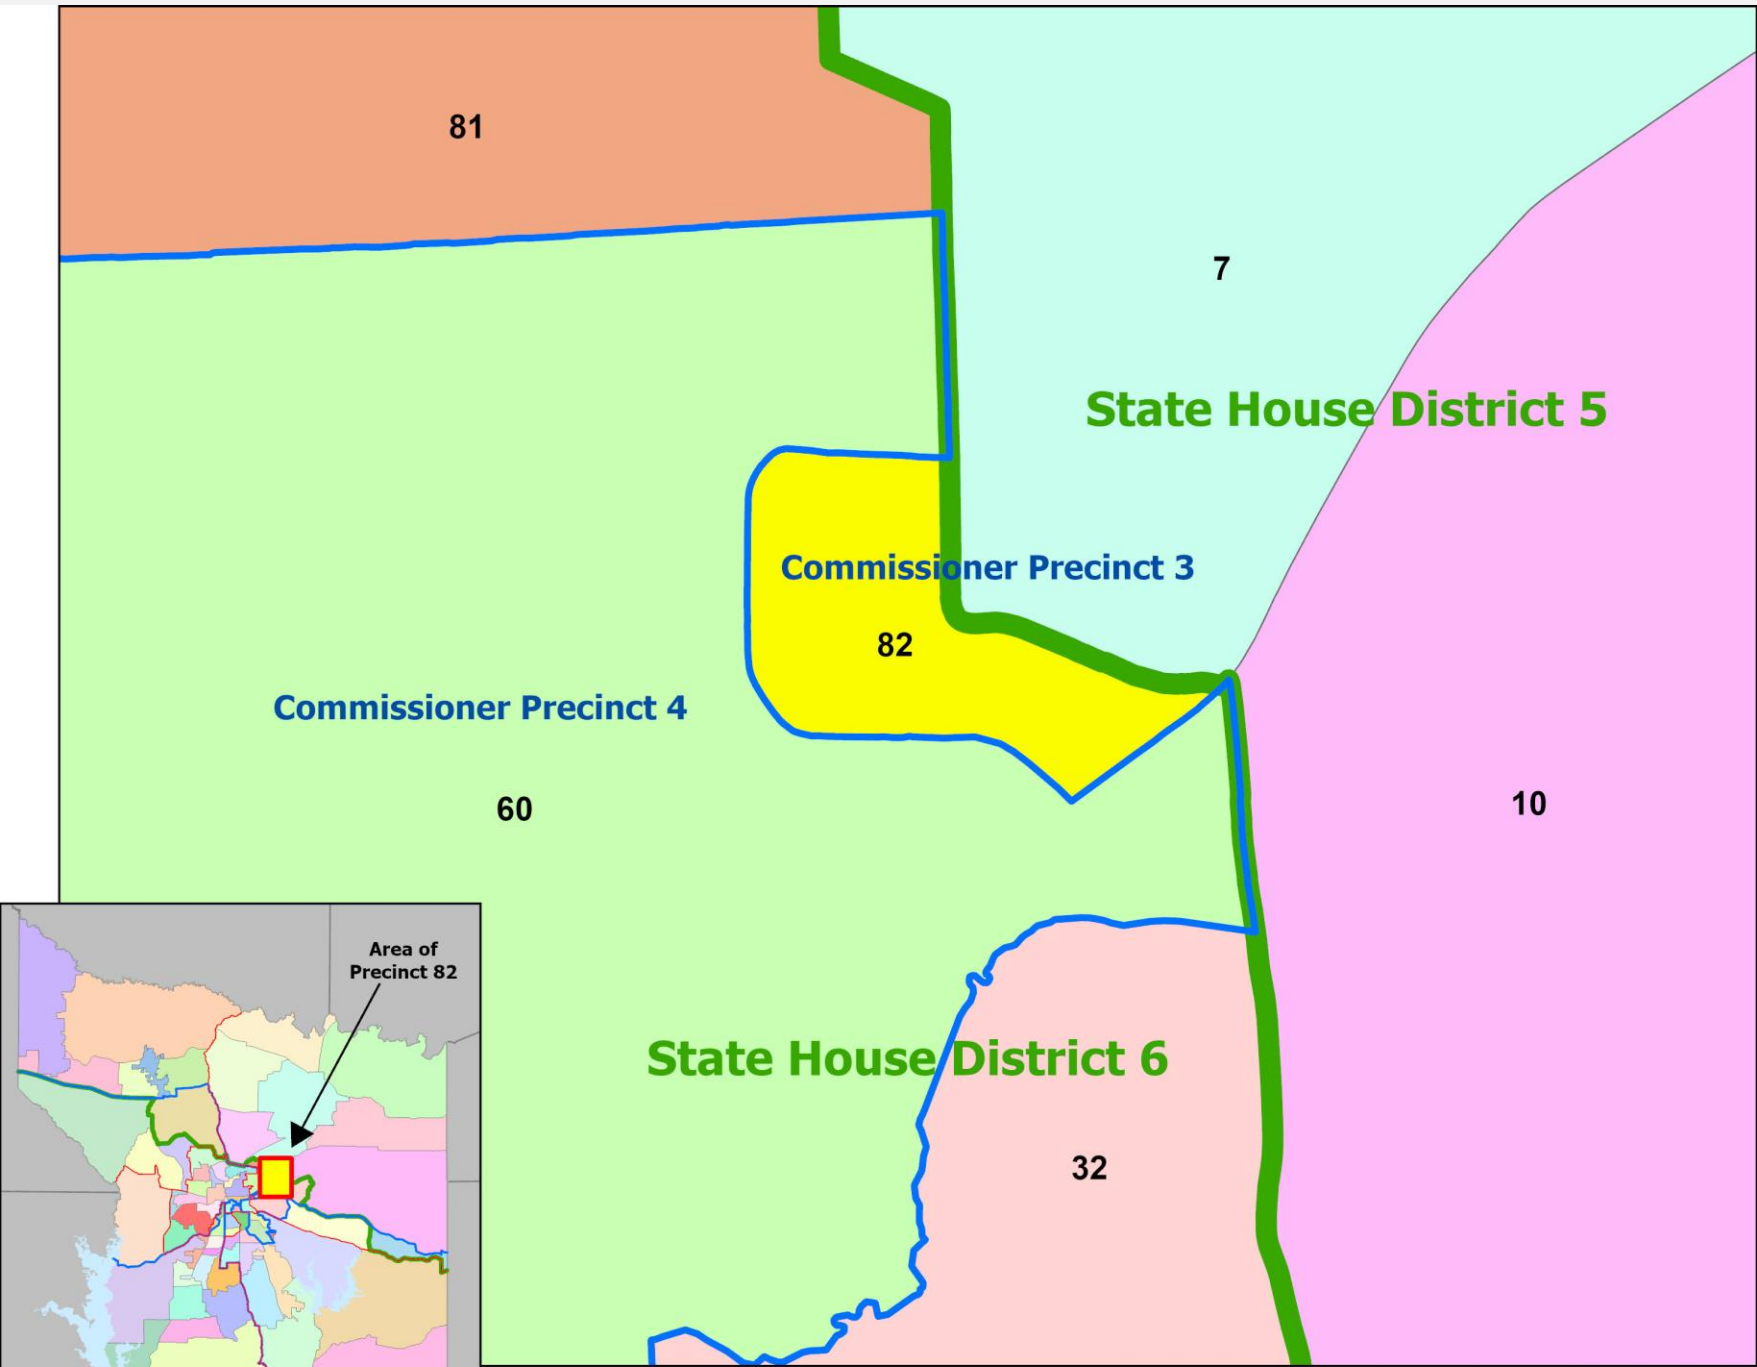 81
7
State House District 5
Commissioner Precinct 3
82
Commissioner Precinct 4
60
10
Area of
Precinct 82
State House District 6
32